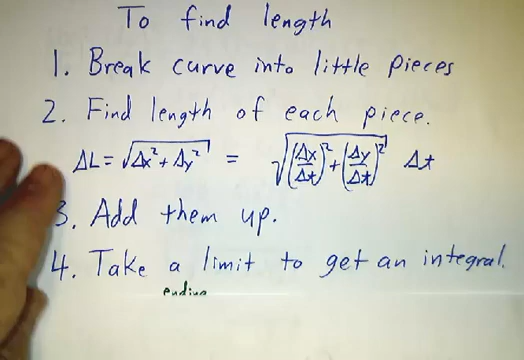 To find length
1. Break curve into little pieces
2. Find length of each piece.
ΔL = √(Δx² + Δy²) = √((Δx/Δt)² + (Δy/Δt)²) Δt
3. Add them up.
4. Take a limit to get an integral.
ending